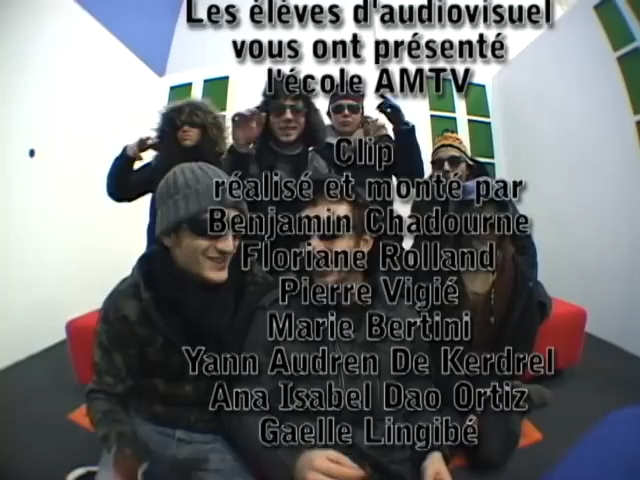 Les élèves d'audiovisuel
vous ont présenté
l'école AMTV
Clip
réalisé et monté par
Benjamin Chadourne
Floriane Rolland
Pierre Vigié
Marie Bertini
Yann Audren De Kerdrel
Ana Isabel Dao Ortiz
Gaelle Lingibé